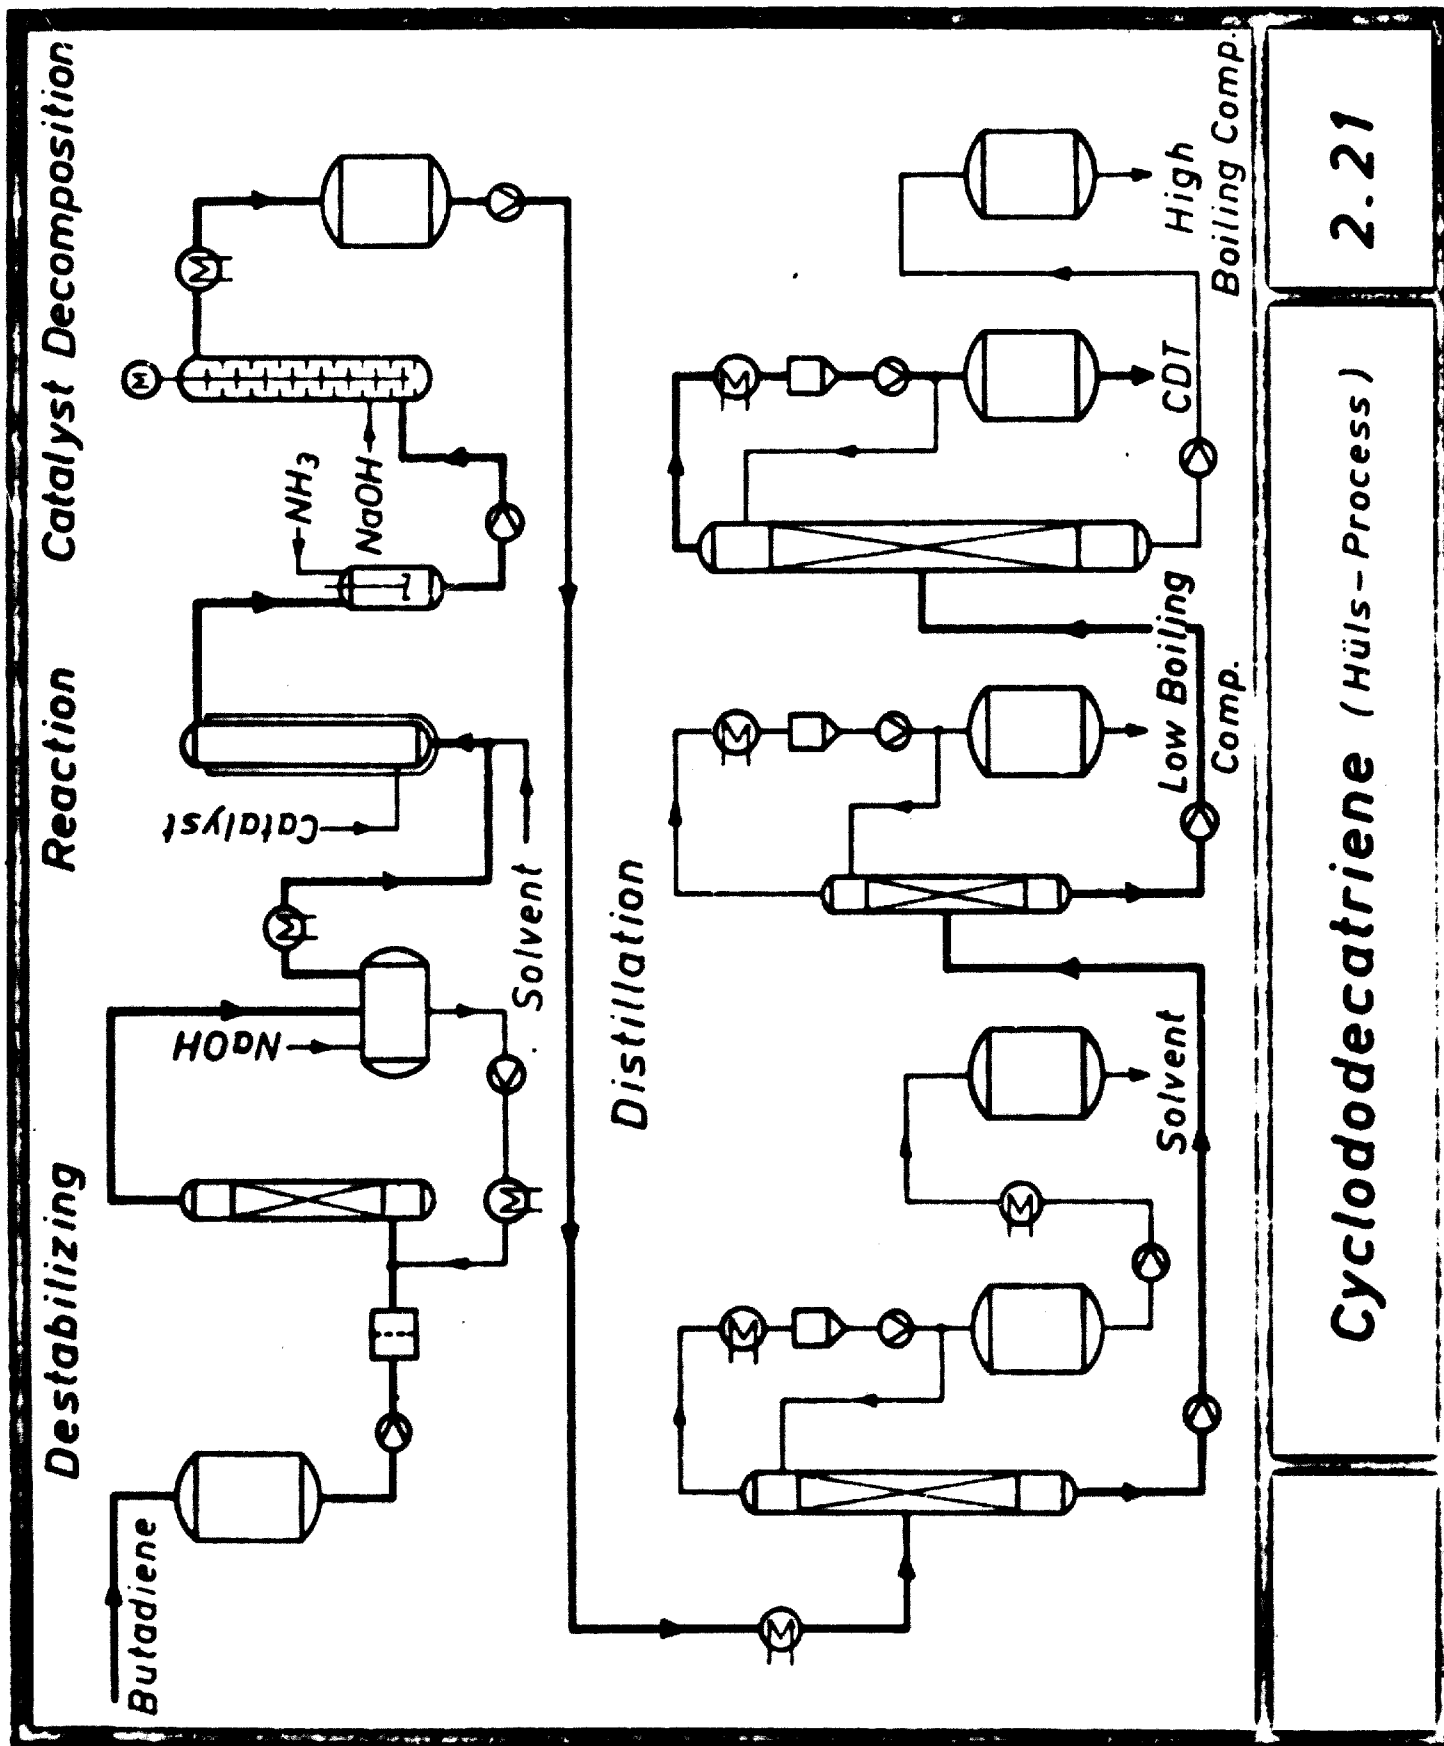 Destabilizing
Reaction
Catalyst Decomposition
Butadiene
NaOH
Catalyst
Solvent
NH3
NaOH
M
Distillation
Solvent
Low Boiling
Comp.
CDT
High
Boiling Comp.
Cyclododecatriene (Hüls-Process)
2.21